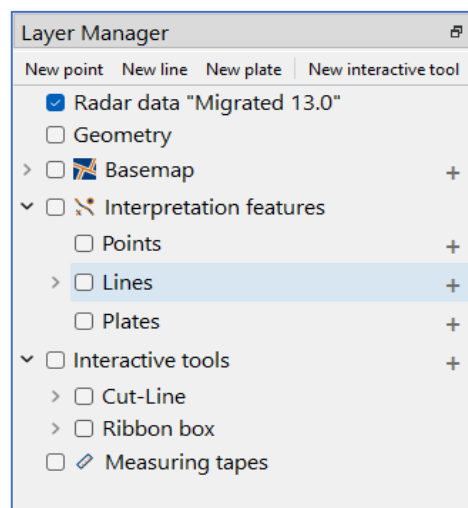 Layer Manager
New point New line New plate New interactive tool
Radar data "Migrated 13.0"
Geometry
Basemap
Interpretation features
Points
Lines
Plates
Interactive tools
Cut-Line
Ribbon box
Measuring tapes